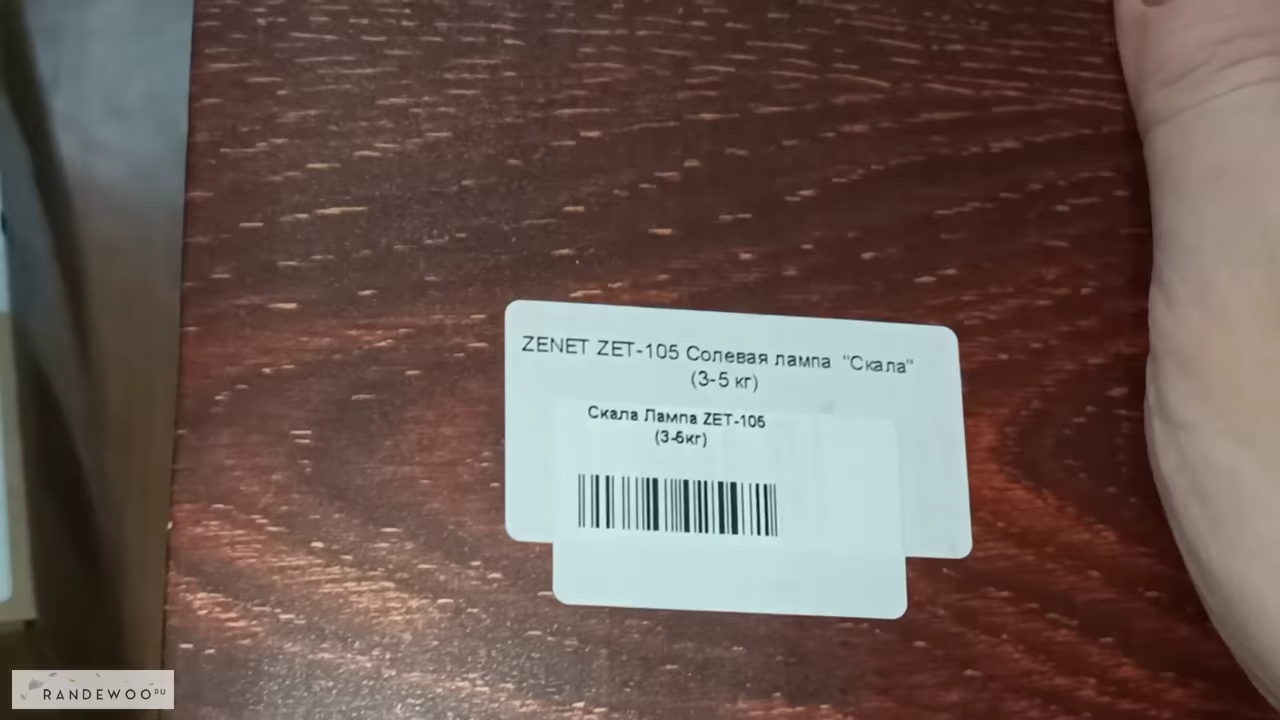 ZENET ZET-105 Солевая лампа "Скала"
(3-5 кг)
Скала Лампа ZET-105
(3-5кг)
RANDEWOO RU